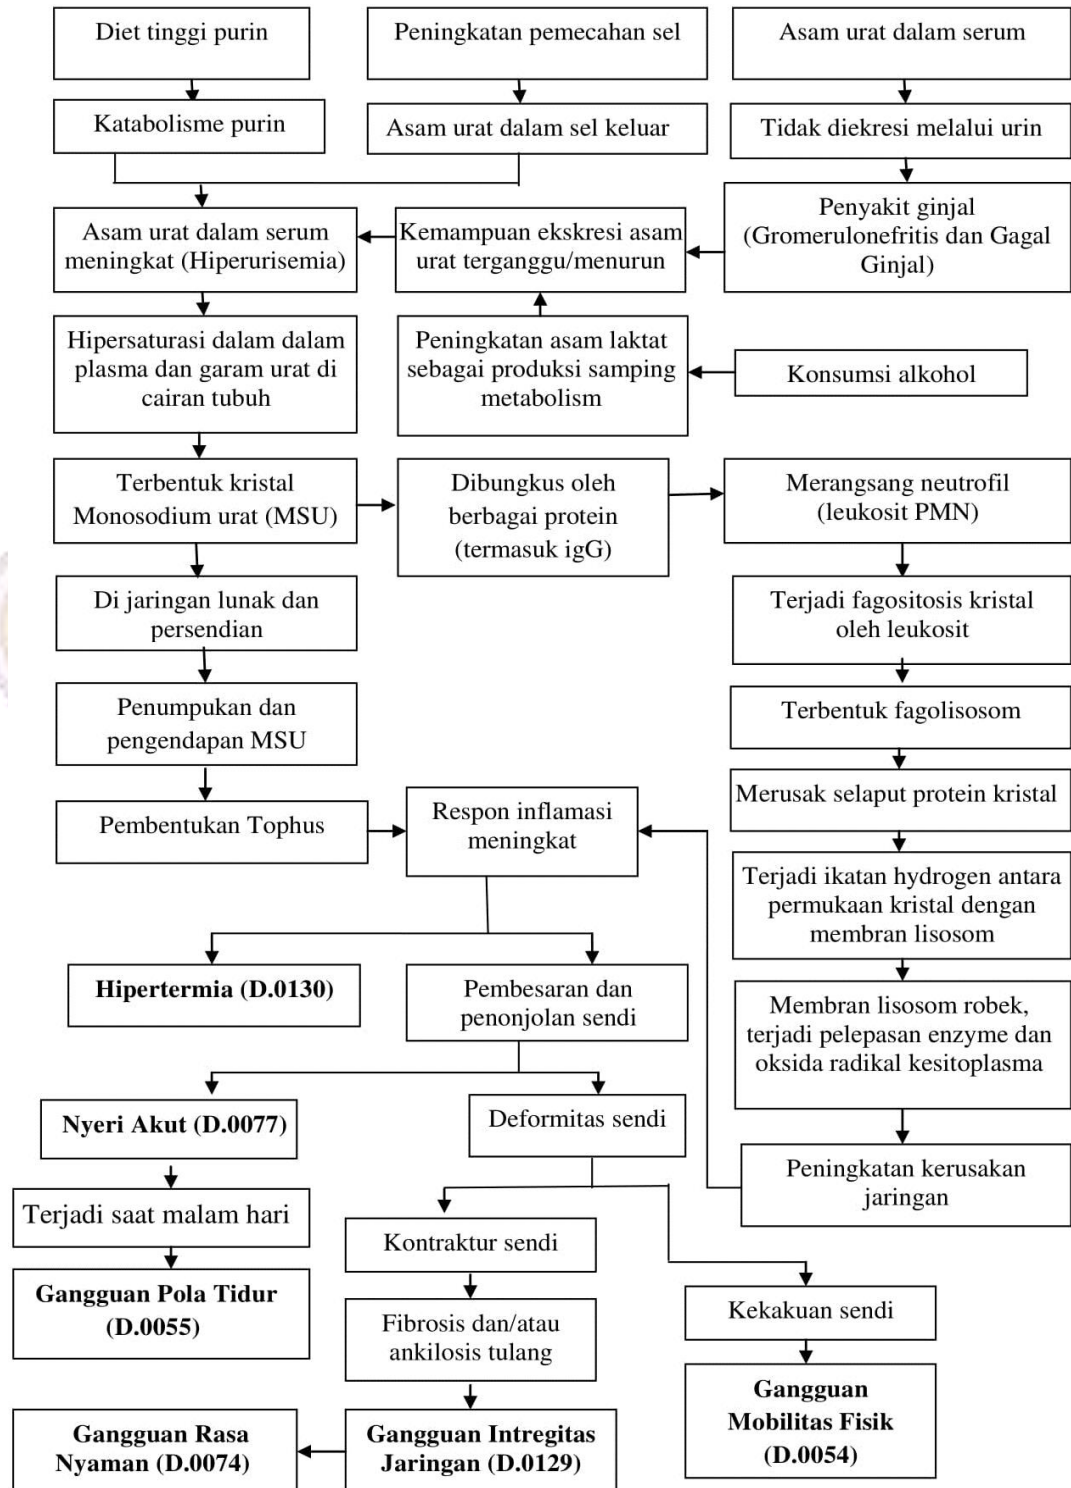 Diet tinggi purin
Peningkatan pemecahan sel
Asam urat dalam serum
Katabolisme purin
Asam urat dalam sel keluar
Tidak diekresi melalui urin
Asam urat dalam serum
meningkat (Hiperurisemia)
Kemampuan ekskresi asam
urat terganggu/menurun
Penyakit ginjal
(Gromerulonefritis dan Gagal
Ginjal)
Hipersaturasi dalam dalam
plasma dan garam urat di
cairan tubuh
Peningkatan asam laktat
sebagai produksi samping
metabolism
Konsumsi alkohol
Terbentuk kristal
Monosodium urat (MSU)
Dibungkus oleh
berbagai protein
(termasuk igG)
Merangsang neutrofil
(leukosit PMN)
Di jaringan lunak dan
persendian
Terjadi fagositosis kristal
oleh leukosit
Penumpukan dan
pengendapan MSU
Terbentuk fagolisosom
Pembentukan Tophus
Respon inflamasi
meningkat
Merusak selaput protein kristal
Terjadi ikatan hydrogen antara
permukaan kristal dengan
membran lisosom
Hipertermia (D.0130)
Pembesaran dan
penonjolan sendi
Membran lisosom robek,
terjadi pelepasan enzyme dan
oksida radikal kesitoplasma
Nyeri Akut (D.0077)
Deformitas sendi
Peningkatan kerusakan
jaringan
Terjadi saat malam hari
Kontraktur sendi
Gangguan Pola Tidur
(D.0055)
Fibrosis dan/atau
ankilosis tulang
Kekakuan sendi
Gangguan
Mobilitas Fisik
(D.0054)
Gangguan Rasa
Nyaman (D.0074)
Gangguan Intregitas
Jaringan (D.0129)